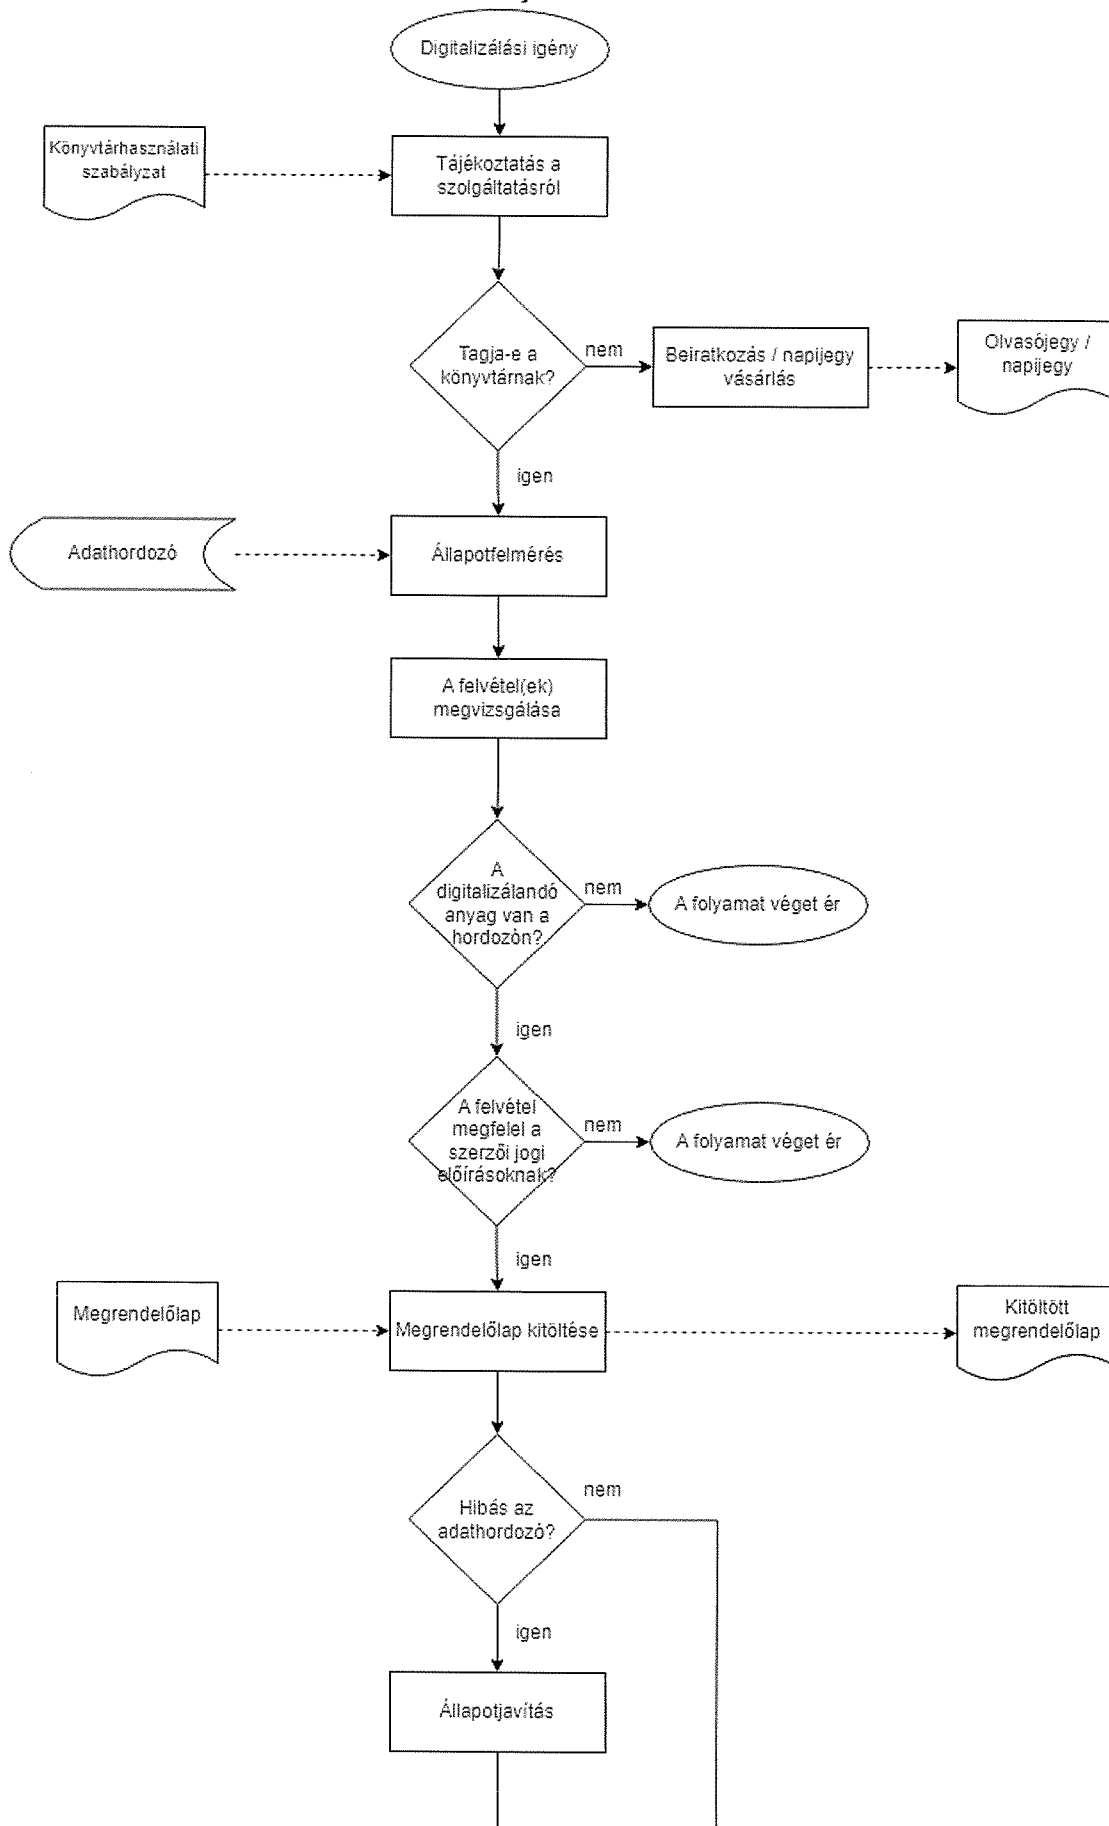 Digitalizálási igény
Könyvtárhasználati
szabályzat
Tájékoztatás a
szolgáltatásról
Tagja-e a
könyvtárnak?
nem
Beiratkozás / napijegy
vásárlás
Olvasójegy /
napijegy
igen
Adathordozó
Állapotfelmérés
A felvétel(ek)
megvizsgálása
A
digitalizálandó
anyag van a
hordozón?
nem
A folyamat véget ér
igen
A felvétel
megfelel a
szerzői jogi
előírásoknak?
nem
A folyamat véget ér
igen
Megrendelőlap
Megrendelőlap kitöltése
Kitöltött
megrendelőlap
Hibás az
adathordozó?
nem
igen
Állapotjavítás